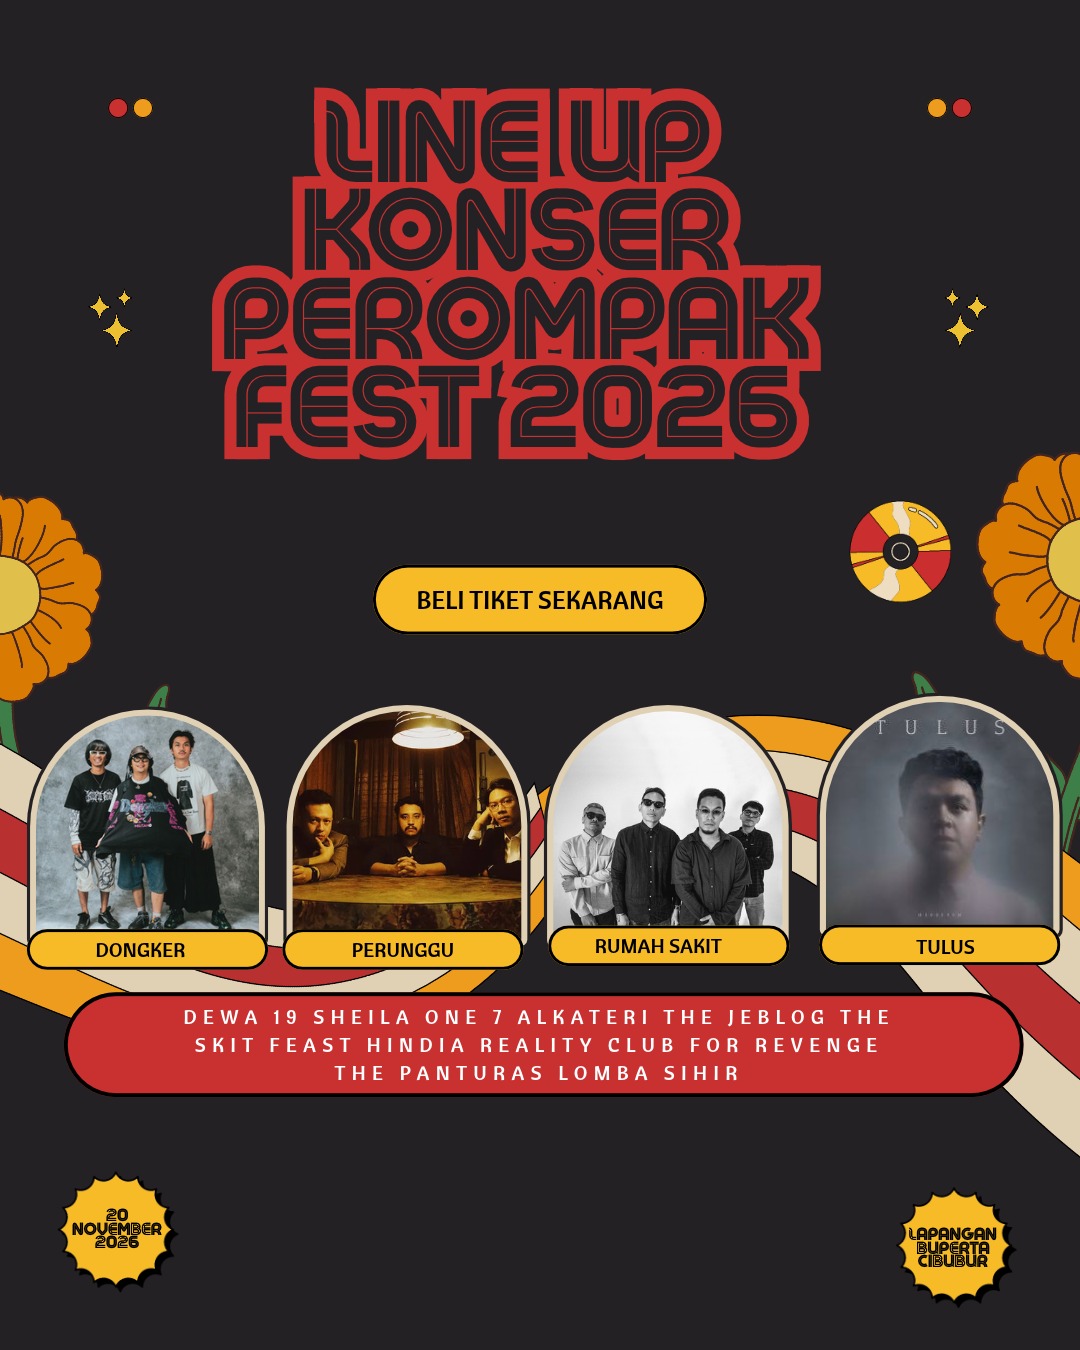 LINE UP
KONSER
PEROMPAK
FEST 2026
BELI TIKET SEKARANG
TULUS
DONGKER
PERUNGGU
RUMAH SAKIT
TULUS
DEWA 19 SHEILA ONE 7 ALKATERI THE JEBLOG THE
SKIT FEAST HINDIA REALITY CLUB FOR REVENGE
THE PANTURAS LOMBA SIHIR
20
NOVEMBER
2026
LAPANGAN
BUPERTA
CIBUBUR